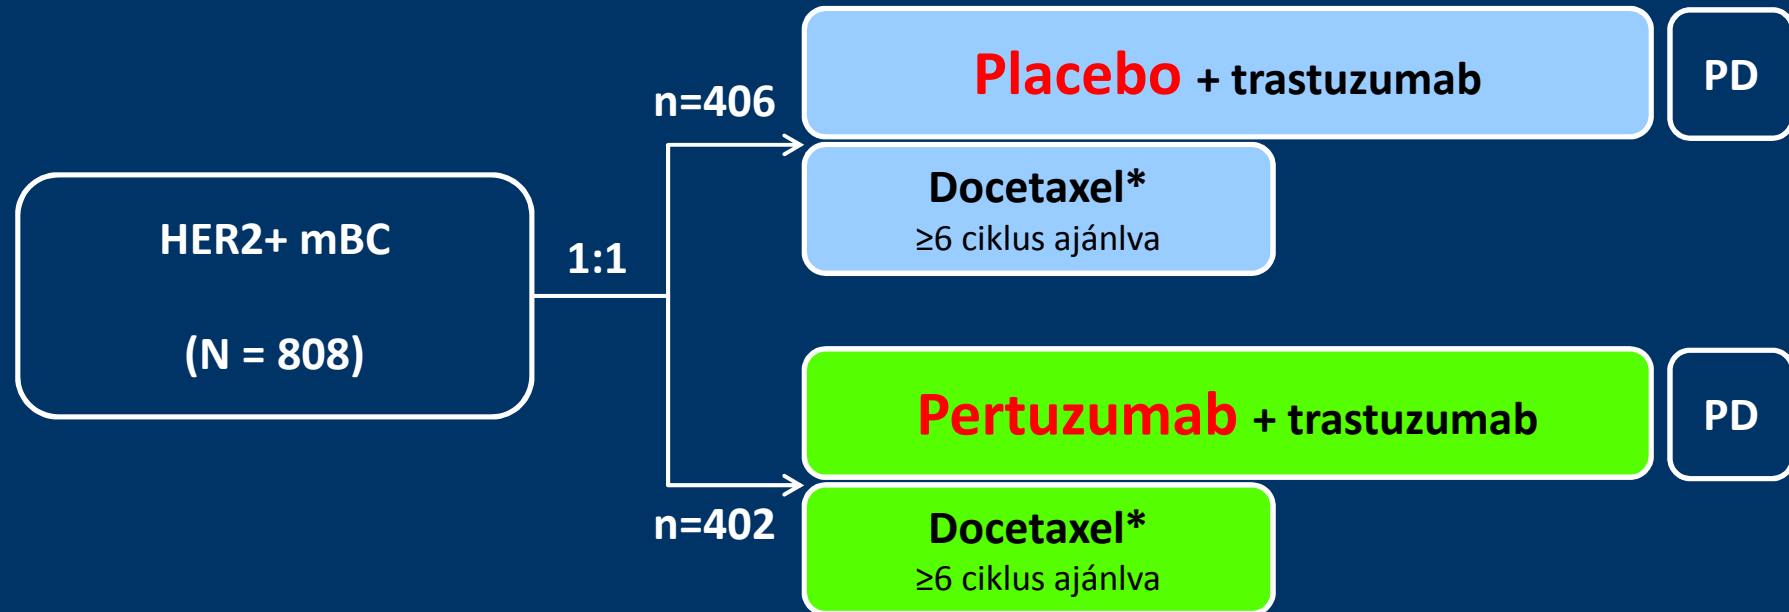 HER2+ mBC
(N = 808)
1:1
n=406
Placebo + trastuzumab
PD
Docetaxel*
≥6 ciklus ajánlva
n=402
Pertuzumab + trastuzumab
PD
Docetaxel*
≥6 ciklus ajánlva